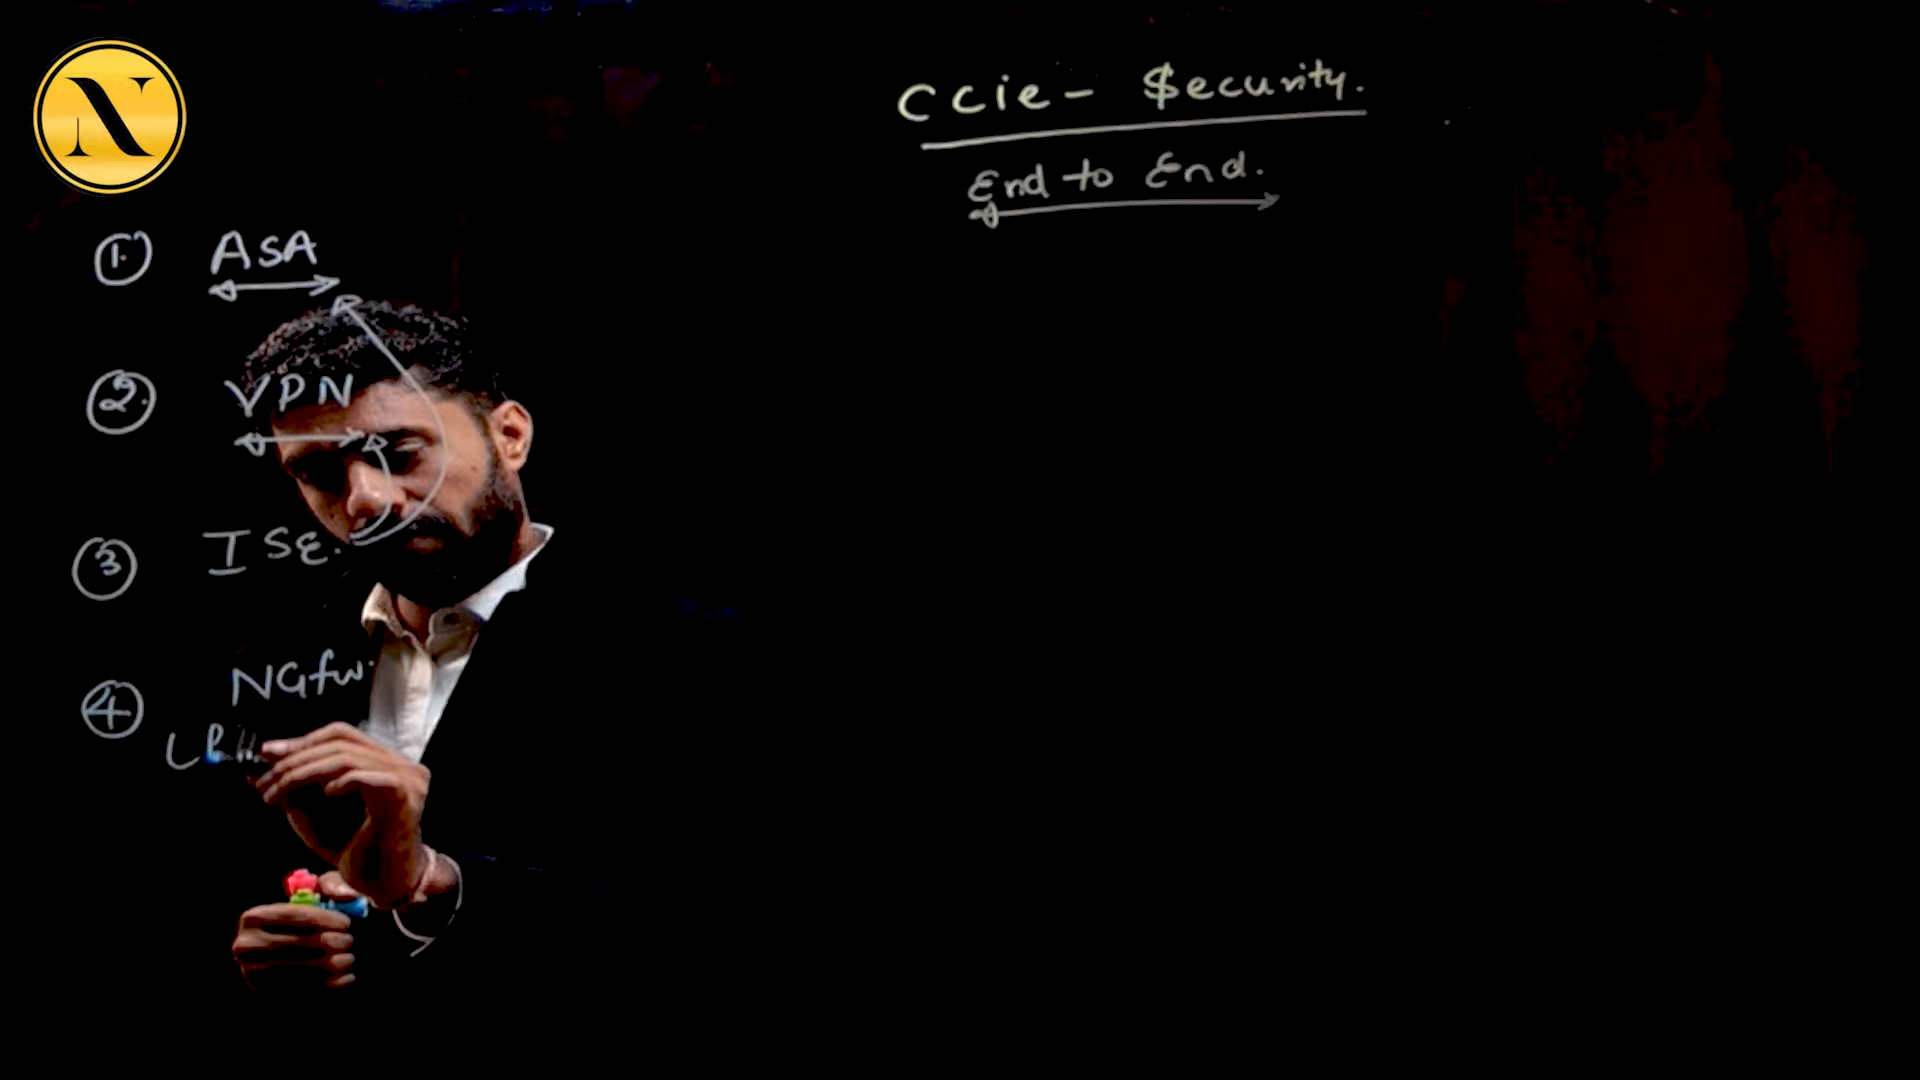 N
CCie - $ecurity.
End to End.
1. ASA
2. VPN
3 ISE.
4 NGfw.